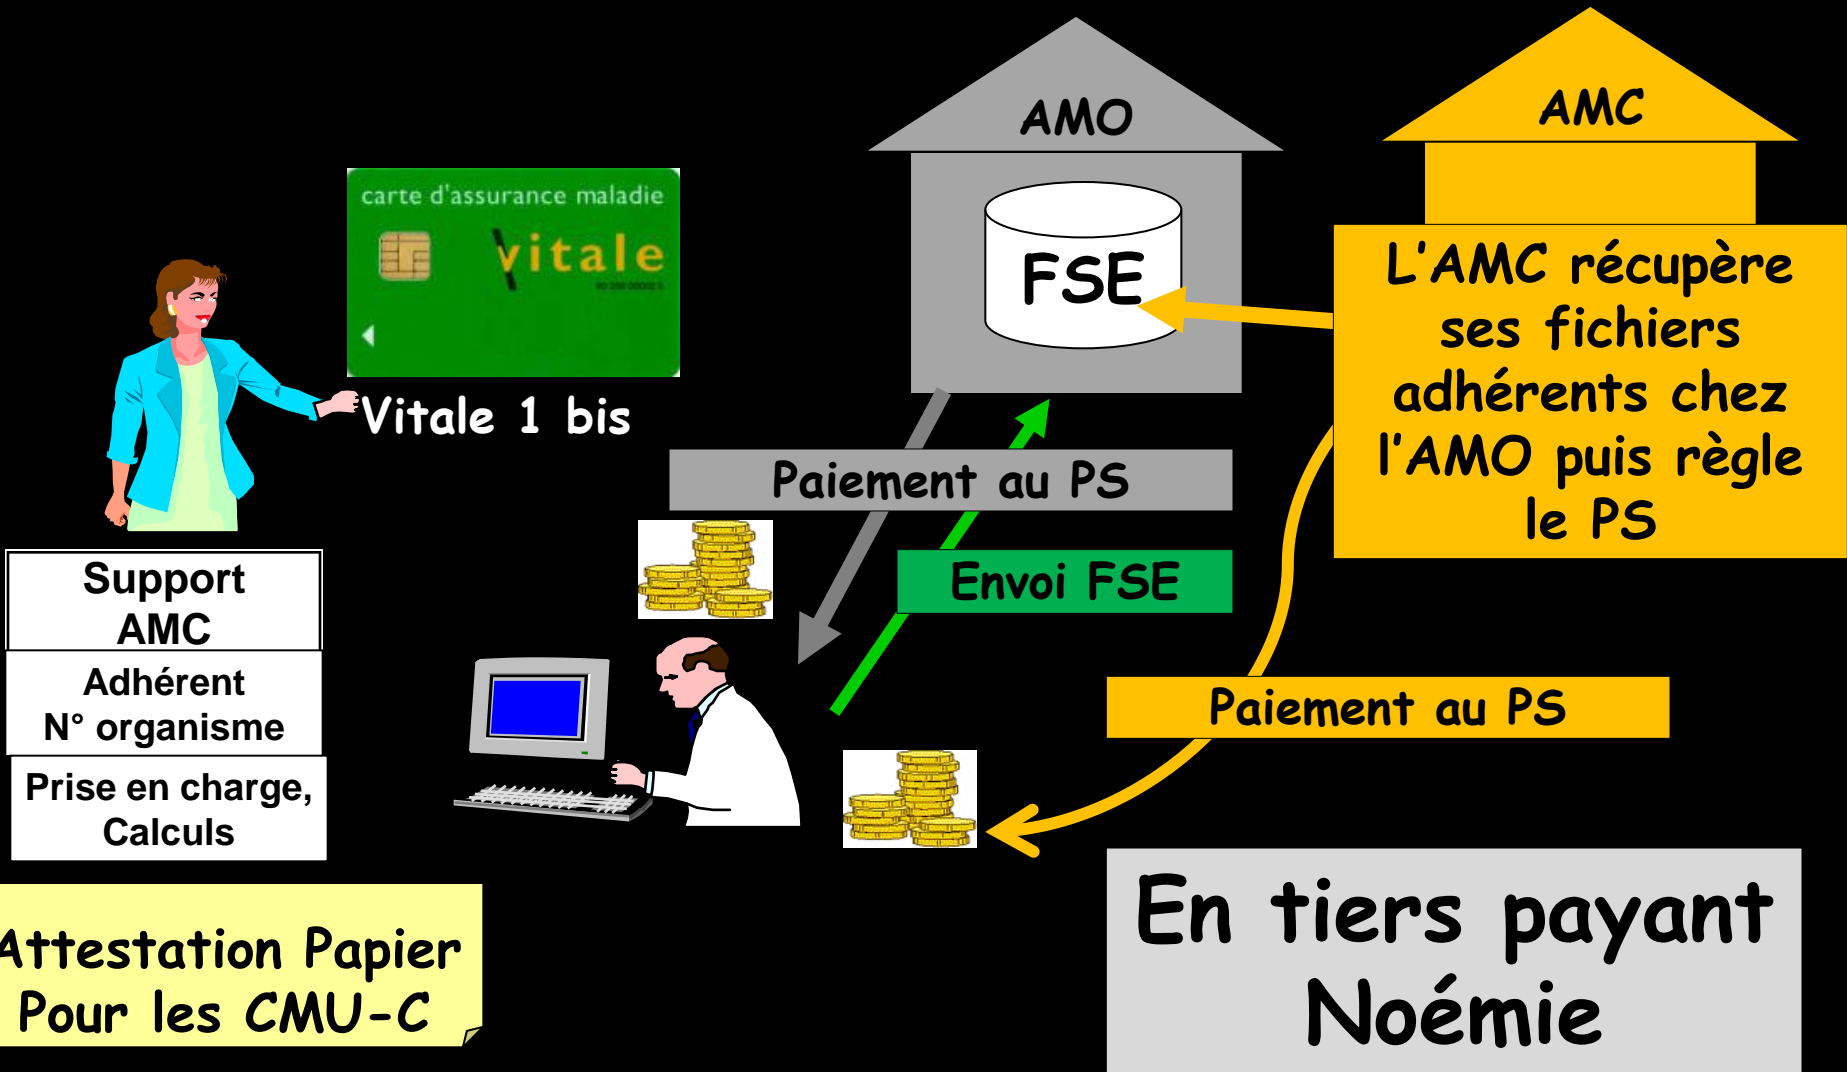 AMO
AMC
carte d'assurance maladie
vitale
FSE
L'AMC récupère
ses fichiers
adhérents chez
l'AMO puis règle
le PS
Vitale 1 bis
Paiement au PS
Envoi FSE
Support
AMC
Adhérent
N° organisme
Prise en charge,
Calculs
Paiement au PS
Attestation Papier
Pour les CMU-C
En tiers payant
Noémie